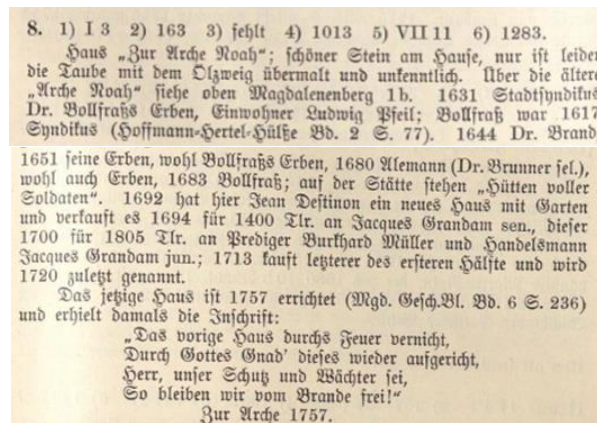 8. 1) I 3 2) 163 3) fehlt 4) 1013 5) VII 11 6) 1283.
Haus „Zur Arche Noah“; schöner Stein am Hause, nur ist leider
die Taube mit dem Ölzweig übermalt und unkenntlich. Über die ältere
„Arche Noah“ siehe oben Magdalenenberg 1b. 1631 Stadtsyndikus
Dr. Bollfraßs Erben, Einwohner Ludwig Pfeil; Bollfraß war 1617
Syndikus (Hoffmann-Hertel-Hülße Bd. 2 S. 77). 1644 Dr. Brand,
1651 seine Erben, wohl Bollfraßs Erben, 1680 Alemann (Dr. Brunner sel.),
wohl auch Erben, 1683 Bollfraß; auf der Stätte stehen „Hütten voller
Soldaten“. 1692 hat hier Jean Destinon ein neues Haus mit Garten
und verkauft es 1694 für 1400 Tlr. an Jacques Grandam sen., dieser
1700 für 1805 Tlr. an Prediger Burkhard Müller und Handelsmann
Jacques Grandam jun.; 1713 kauft letzterer des ersteren Hälfte und wird
1720 zuletzt genannt.
Das jetzige Haus ist 1757 errichtet (Mgd. Gesch.Bl. Bd. 6 S. 236)
und erhielt damals die Inschrift:
„Das vorige Haus durchs Feuer vernicht,
Durch Gottes Gnad' dieses wieder aufgericht,
Herr, unser Schutz und Wächter sei,
So bleiben wir vom Brande frei!“
Zur Arche 1757.